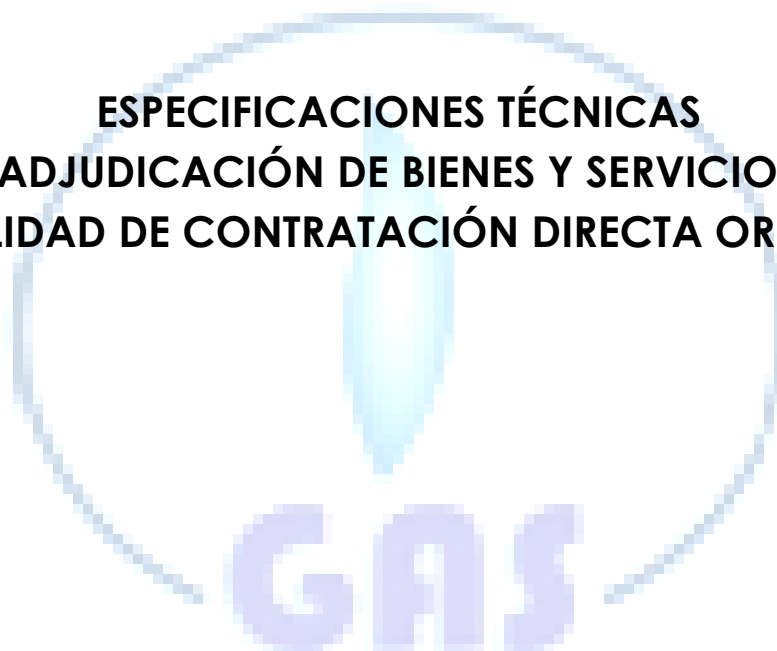 ESPECIFICACIONES TÉCNICAS
ADJUDICACIÓN DE BIENES Y SERVICIO
LIDAD DE CONTRATACIÓN DIRECTA OR
GAS